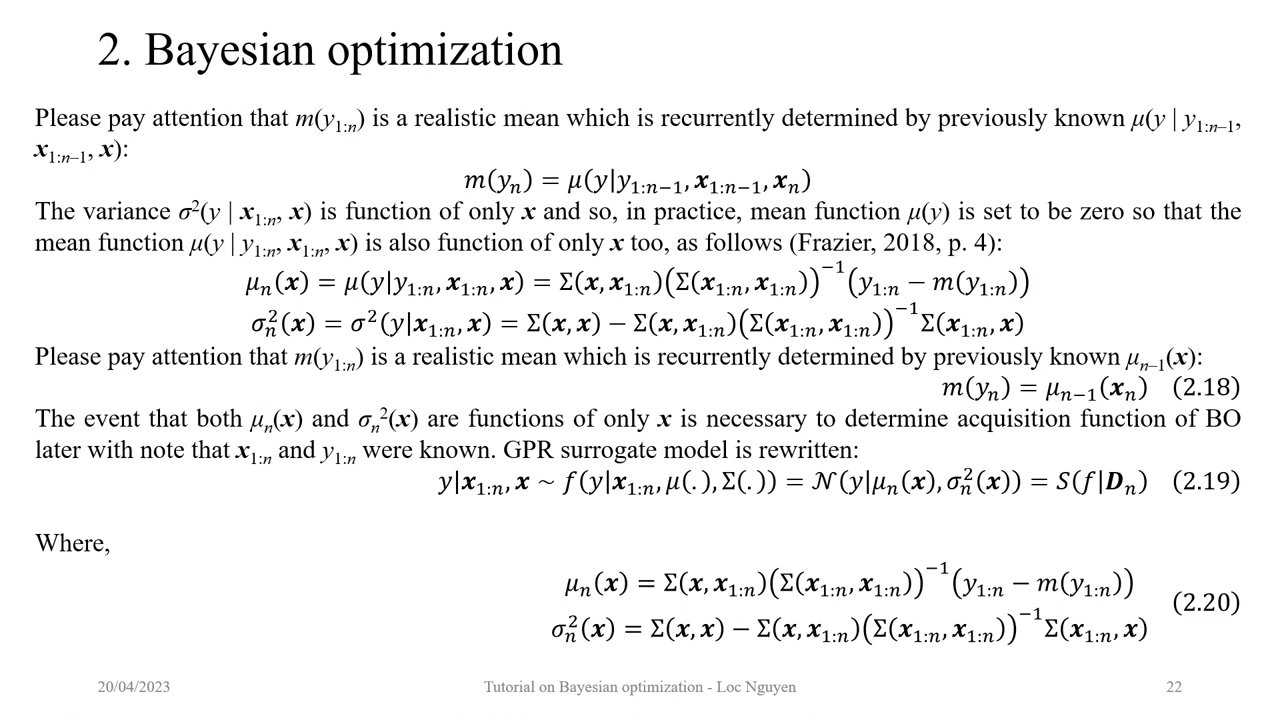 2. Bayesian optimization
Please pay attention that m(y₁:ₙ) is a realistic mean which is recurrently determined by previously known μ(y | y₁:ₙ₋₁,
𝒙₁:ₙ₋₁, 𝒙):
m(yₙ) = μ(y|y₁:ₙ₋₁, 𝒙₁:ₙ₋₁, 𝒙ₙ)
The variance σ²(y | 𝒙₁:ₙ, 𝒙) is function of only 𝒙 and so, in practice, mean function μ(y) is set to be zero so that the
mean function μ(y | y₁:ₙ, 𝒙₁:ₙ, 𝒙) is also function of only 𝒙 too, as follows (Frazier, 2018, p. 4):
μₙ(𝒙) = μ(y|y₁:ₙ, 𝒙₁:ₙ, 𝒙) = Σ(𝒙, 𝒙₁:ₙ)(Σ(𝒙₁:ₙ, 𝒙₁:ₙ))⁻¹(y₁:ₙ − m(y₁:ₙ))
σₙ²(𝒙) = σ²(y|𝒙₁:ₙ, 𝒙) = Σ(𝒙, 𝒙) − Σ(𝒙, 𝒙₁:ₙ)(Σ(𝒙₁:ₙ, 𝒙₁:ₙ))⁻¹Σ(𝒙₁:ₙ, 𝒙)
Please pay attention that m(y₁:ₙ) is a realistic mean which is recurrently determined by previously known μₙ₋₁(𝒙):
m(yₙ) = μₙ₋₁(𝒙ₙ) (2.18)
The event that both μₙ(𝒙) and σₙ²(𝒙) are functions of only 𝒙 is necessary to determine acquisition function of BO
later with note that 𝒙₁:ₙ and y₁:ₙ were known. GPR surrogate model is rewritten:
y|𝒙₁:ₙ, 𝒙 ~ f(y|𝒙₁:ₙ, μ(.), Σ(.)) = 𝒩(y|μₙ(𝒙), σₙ²(𝒙)) = S(f|𝑫ₙ) (2.19)
Where,
μₙ(𝒙) = Σ(𝒙, 𝒙₁:ₙ)(Σ(𝒙₁:ₙ, 𝒙₁:ₙ))⁻¹(y₁:ₙ − m(y₁:ₙ))
σₙ²(𝒙) = Σ(𝒙, 𝒙) − Σ(𝒙, 𝒙₁:ₙ)(Σ(𝒙₁:ₙ, 𝒙₁:ₙ))⁻¹Σ(𝒙₁:ₙ, 𝒙)
(2.20)
20/04/2023 Tutorial on Bayesian optimization - Loc Nguyen 22